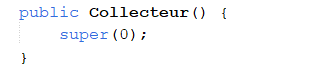 public Collecteur() {
    super(0);
}